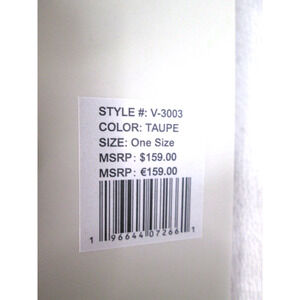 STYLE #: V-3003
COLOR: TAUPE
SIZE: One Size
MSRP: $159.00
MSRP: €159.00
1 96644 07266 1